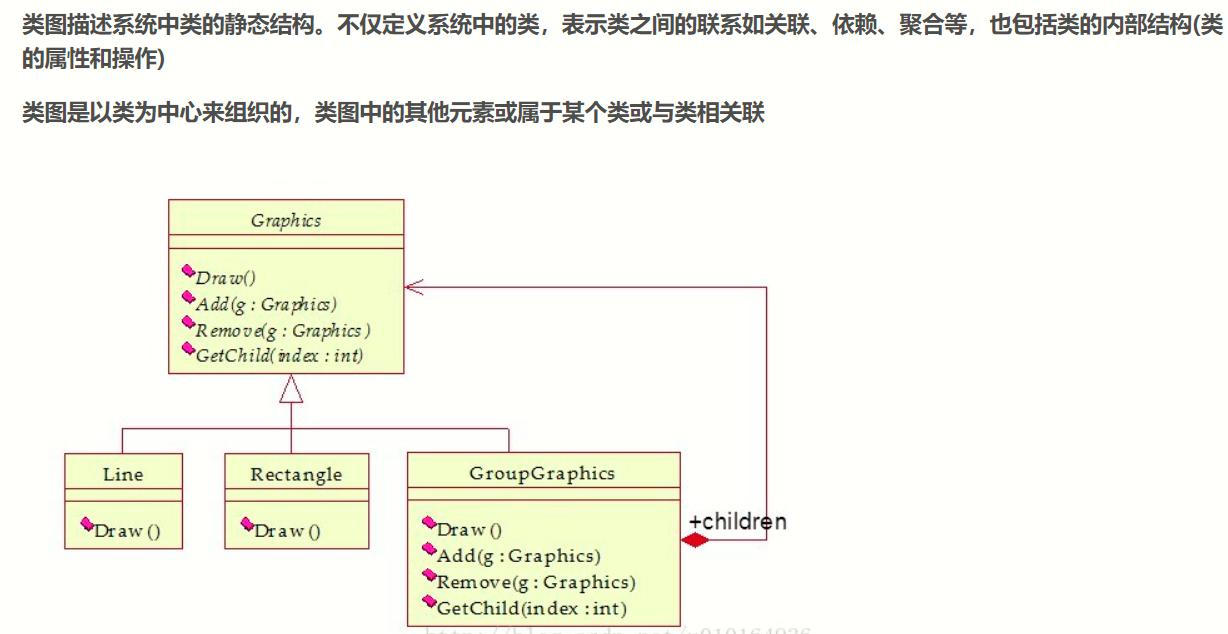 类图描述系统中类的静态结构。不仅定义系统中的类，表示类之间的联系如关联、依赖、聚合等，也包括类的内部结构(类
的属性和操作)
类图是以类为中心来组织的，类图中的其他元素或属于某个类或与类相关联
Graphics
Draw()
Add(g : Graphics)
Remove(g : Graphics )
GetChild(index : int)
Line
Draw ()
Rectangle
Draw ()
GroupGraphics
Draw ()
Add(g : Graphics)
Remove(g : Graphics)
GetChild(index : int)
+children